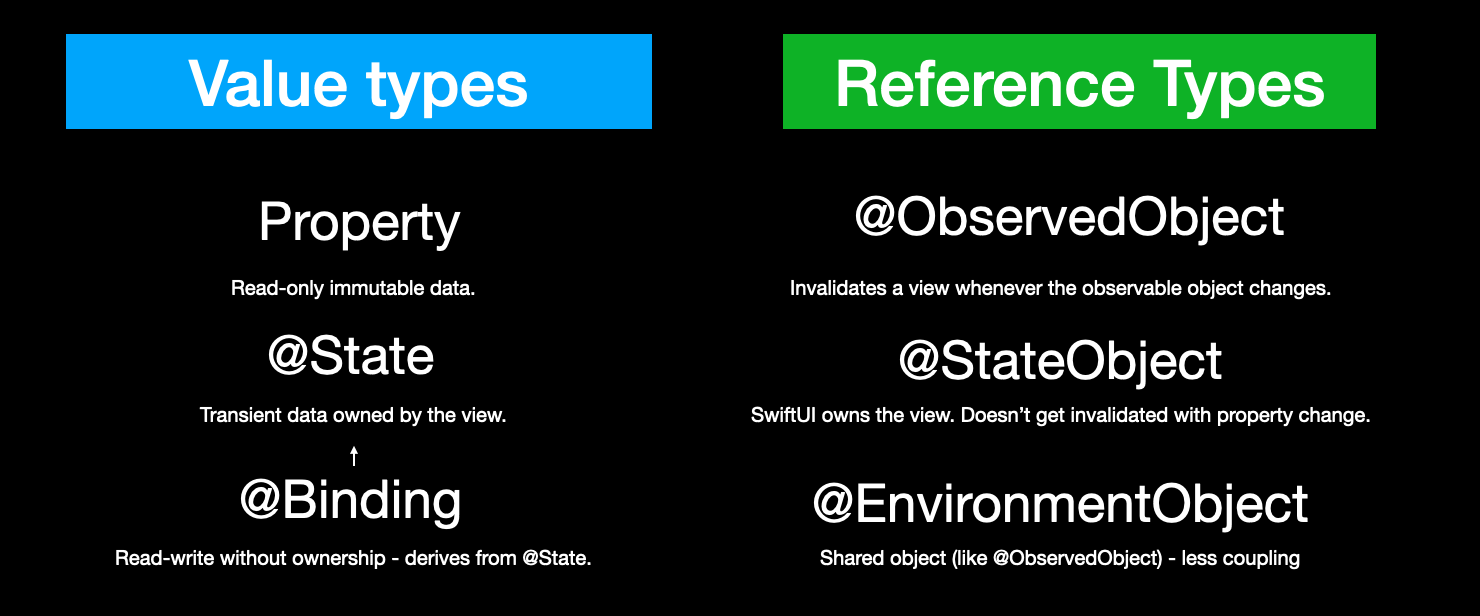 Value types
Property
Read-only immutable data.
@State
Transient data owned by the view.
@Binding
Read-write without ownership - derives from @State.
Reference Types
@ObservedObject
Invalidates a view whenever the observable object changes.
@StateObject
SwiftUI owns the view. Doesn’t get invalidated with property change.
@EnvironmentObject
Shared object (like @ObservedObject) - less coupling